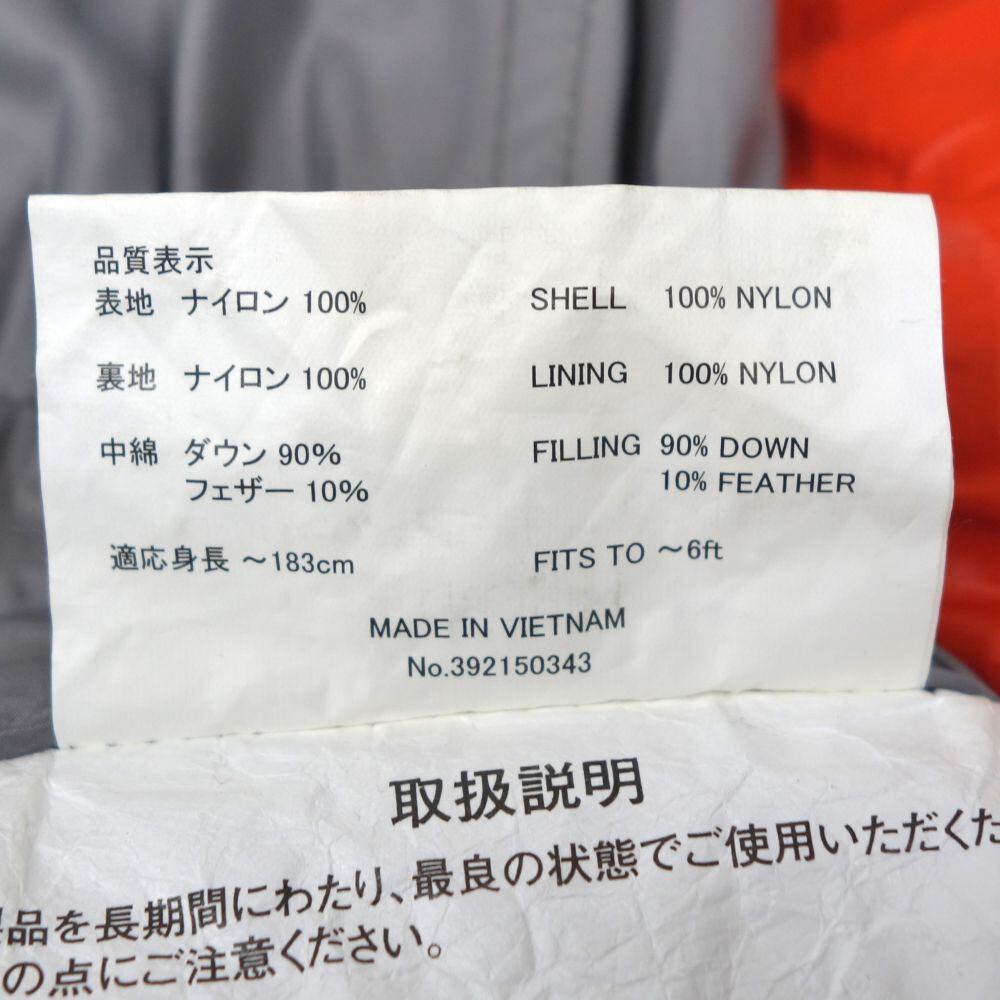 品質表示
表地 ナイロン 100% SHELL 100% NYLON
裏地 ナイロン 100% LINING 100% NYLON
中綿 ダウン 90% FILLING 90% DOWN
フェザー 10% 10% FEATHER
適応身長 ～183cm FITS TO ～6ft
MADE IN VIETNAM
No.392150343
取扱説明
品を長期間にわたり、最良の状態でご使用いただくた
の点にご注意ください。